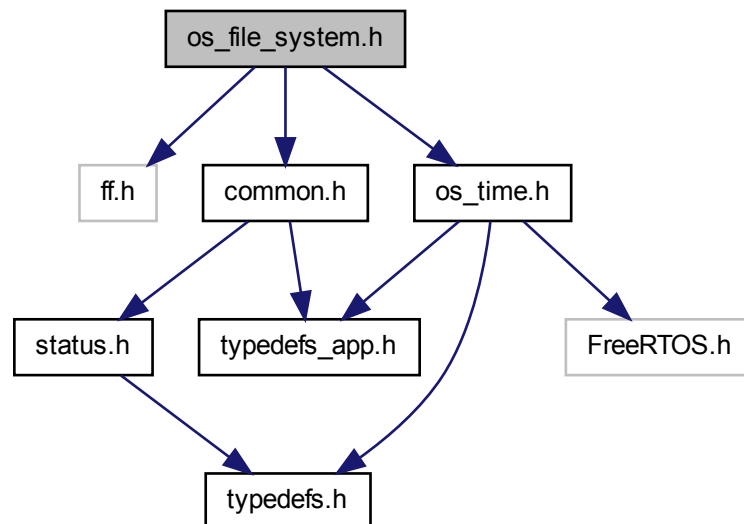 os_file_system.h
ff.h
common.h
os_time.h
status.h
typedefs_app.h
FreeRTOS.h
typedefs.h